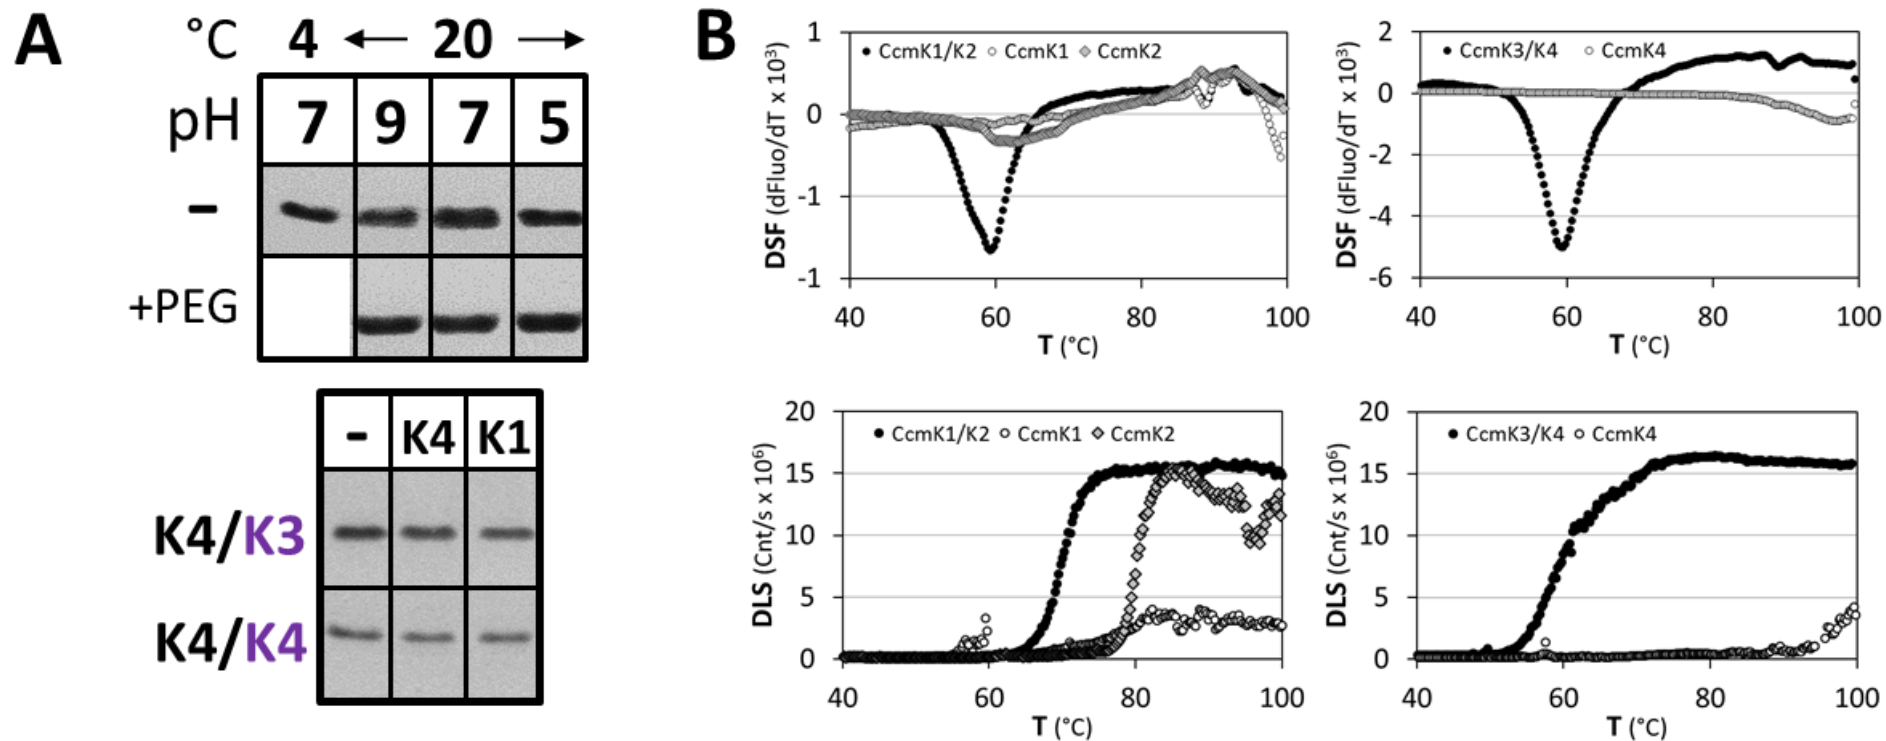 A
°C 4 ← 20 →
pH 7 9 7 5
-
+PEG
- K4 K1
K4/K3
K4/K4
B
DSF (dFluo/dT x 10³)
1
0
-1
-1
CcmK1/K2 CcmK1 CcmK2
40 60 80 100
T (°C)
DSF (dFluo/dT x 10³)
2
0
-2
-4
-6
CcmK3/K4 CcmK4
40 60 80 100
T (°C)
DLS (Cnt/s x 10⁶)
20
15
10
5
0
CcmK1/K2 CcmK1 CcmK2
40 60 80 100
T (°C)
DLS (Cnt/s x 10⁶)
20
15
10
5
0
CcmK3/K4 CcmK4
40 60 80 100
T (°C)